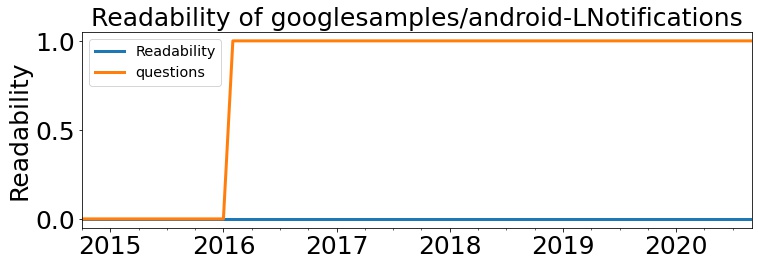 Readability of googlesamples/android-LNotifications
Readability
questions
Readability
1.0
0.5
0.0
2015 2016 2017 2018 2019 2020